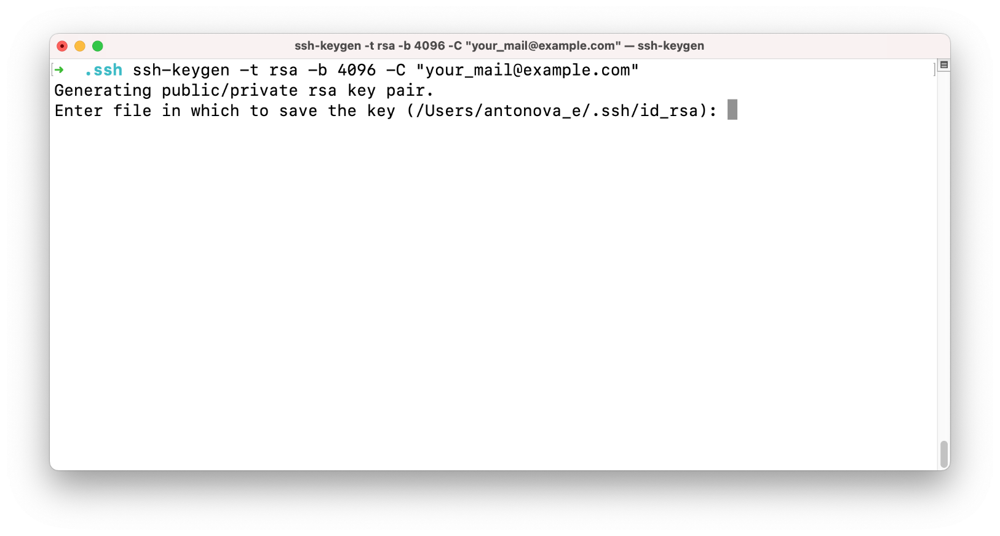 ssh-keygen -t rsa -b 4096 -C "your_mail@example.com" — ssh-keygen
[➜  .ssh ssh-keygen -t rsa -b 4096 -C "your_mail@example.com" ]
Generating public/private rsa key pair.
Enter file in which to save the key (/Users/antonova_e/.ssh/id_rsa):